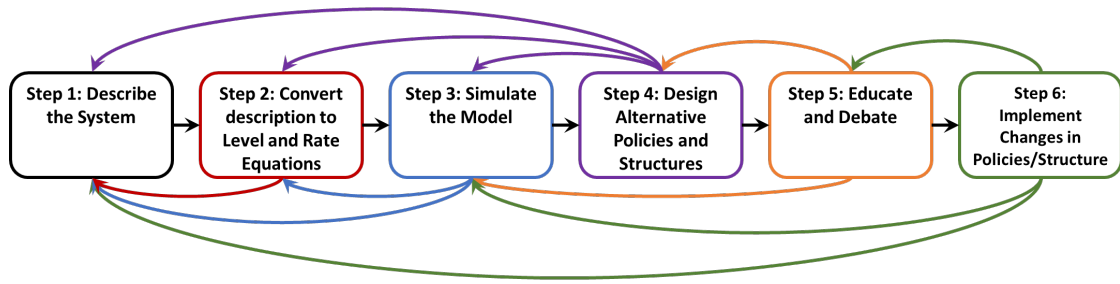 Step 1: Describe
the System
Step 2: Convert
description to
Level and Rate
Equations
Step 3: Simulate
the Model
Step 4: Design
Alternative
Policies and
Structures
Step 5: Educate
and Debate
Step 6:
Implement
Changes in
Policies/Structure